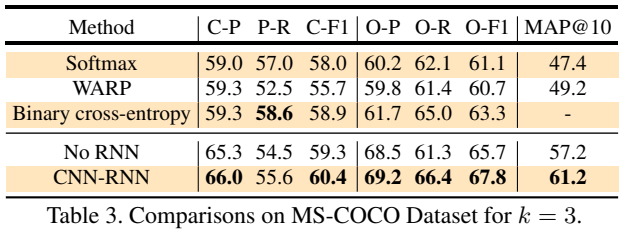 Method C-P P-R C-F1 O-P O-R O-F1 MAP@10
Softmax 59.0 57.0 58.0 60.2 62.1 61.1 47.4
WARP 59.3 52.5 55.7 59.8 61.4 60.7 49.2
Binary cross-entropy 59.3 58.6 58.9 61.7 65.0 63.3 -
No RNN 65.3 54.5 59.3 68.5 61.3 65.7 57.2
CNN-RNN 66.0 55.6 60.4 69.2 66.4 67.8 61.2
Table 3. Comparisons on MS-COCO Dataset for k = 3.